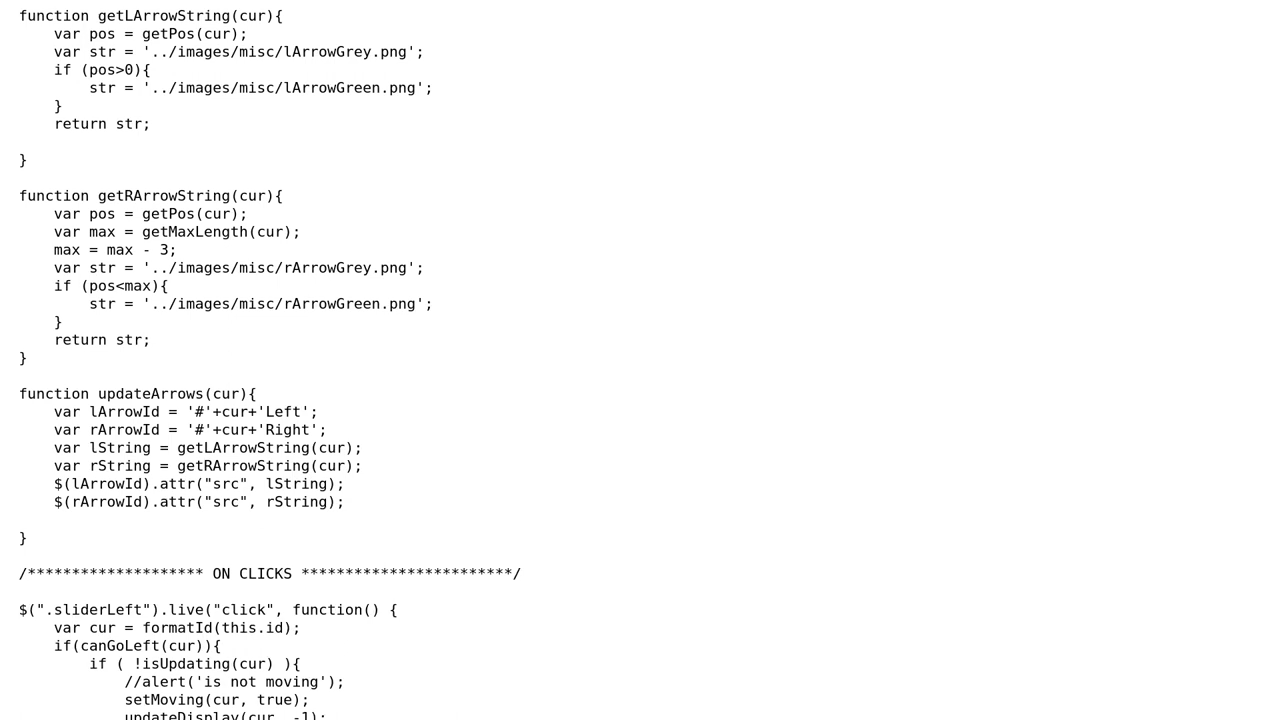 function getLArrowString(cur){
    var pos = getPos(cur);
    var str = '../images/misc/lArrowGrey.png';
    if (pos>0){
        str = '../images/misc/lArrowGreen.png';
    }
    return str;

}

function getRArrowString(cur){
    var pos = getPos(cur);
    var max = getMaxLength(cur);
    max = max - 3;
    var str = '../images/misc/rArrowGrey.png';
    if (pos<max){
        str = '../images/misc/rArrowGreen.png';
    }
    return str;
}

function updateArrows(cur){
    var lArrowId = '#'+cur+'Left';
    var rArrowId = '#'+cur+'Right';
    var lString = getLArrowString(cur);
    var rString = getRArrowString(cur);
    $(lArrowId).attr("src", lString);
    $(rArrowId).attr("src", rString);

}

/******************** ON CLICKS ************************/

$(".sliderLeft").live("click", function() {
    var cur = formatId(this.id);
    if(canGoLeft(cur)){
        if ( !isUpdating(cur) ){
            //alert('is not moving');
            setMoving(cur, true);
            updateDisplay(cur, -1);